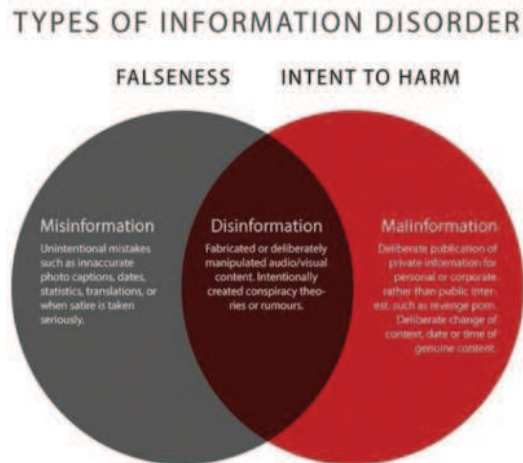 TYPES OF INFORMATION DISORDER
FALSENESS
INTENT TO HARM
Misinformation
Unintentional mistakes
such as innaccurate
photo captions, dates,
statistics, translations, or
when satire is taken
seriously.
Disinformation
Fabricated or deliberately
manipulated audio/visual
content. Intentionally
created conspiracy theo-
ries or rumours.
Malinformation
Deliberate publication of
private information for
personal or corporate
rather than public inter-
est, such as revenge porn.
Deliberate change of
context, date or time of
genuine content.